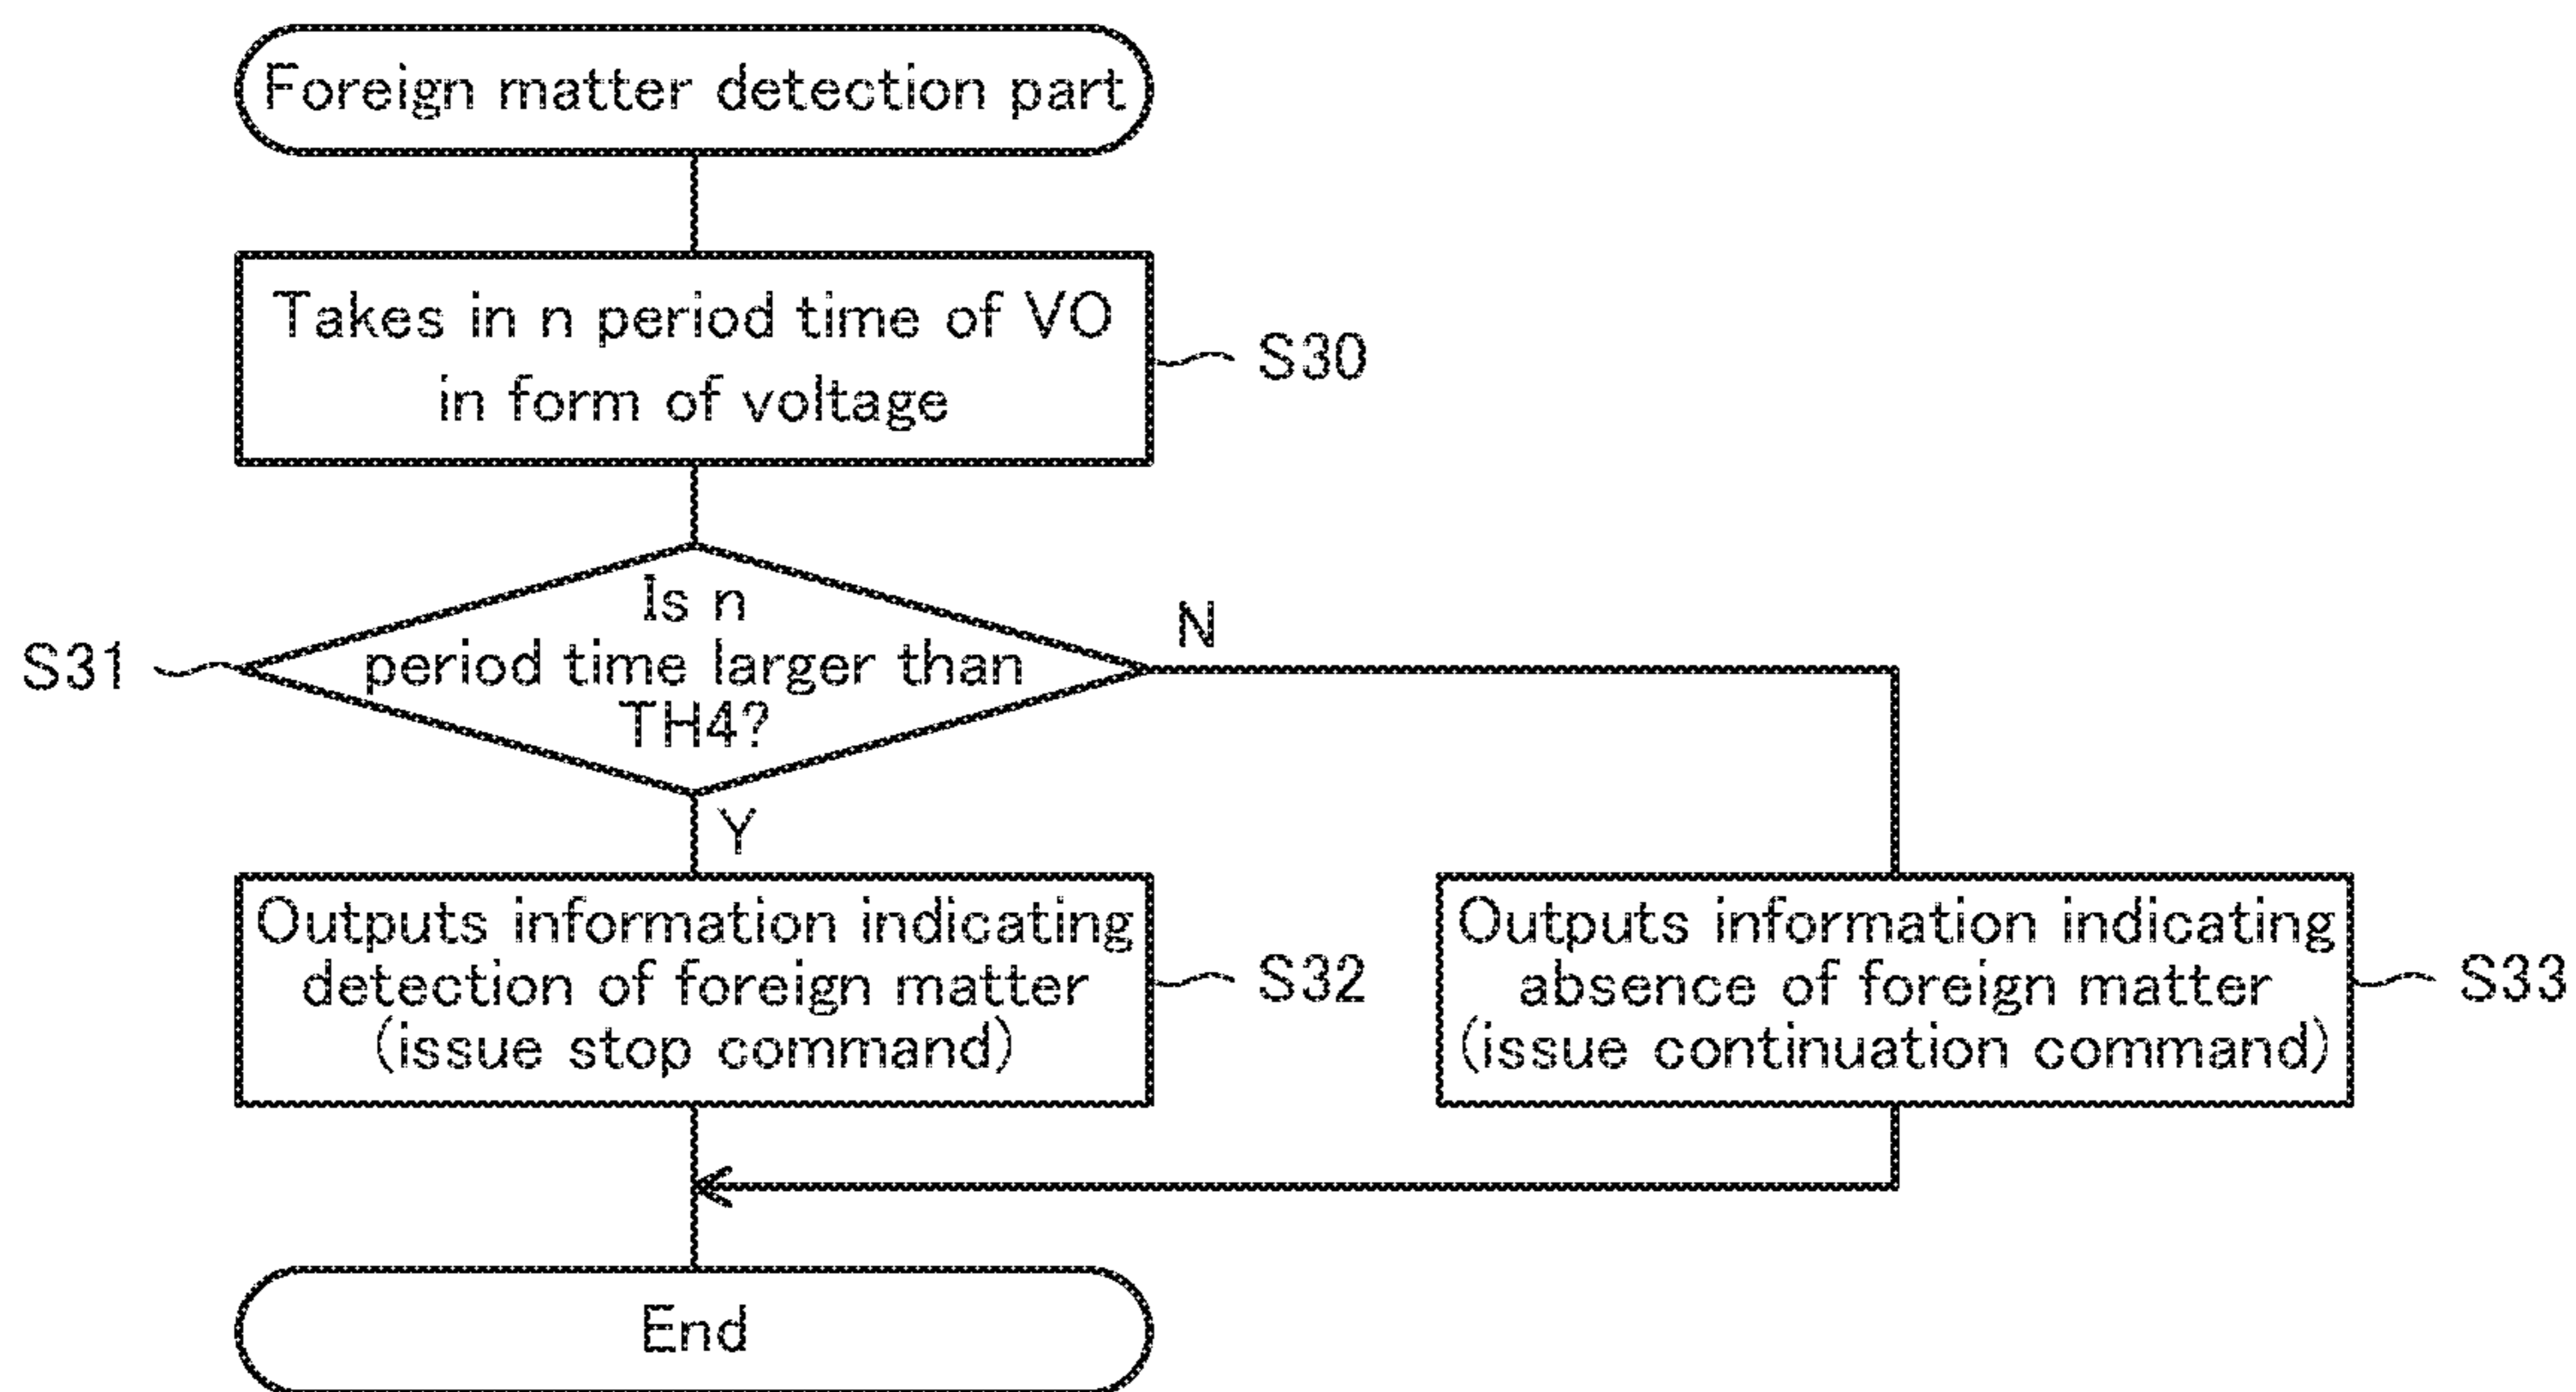 Foreign matter detection part
Takes in n period time of VO
in form of voltage
S30
Is n
period time larger than
TH4?
S31
N
Y
Outputs information indicating
detection of foreign matter
(issue stop command)
S32
Outputs information indicating
absence of foreign matter
(issue continuation command)
S33
End